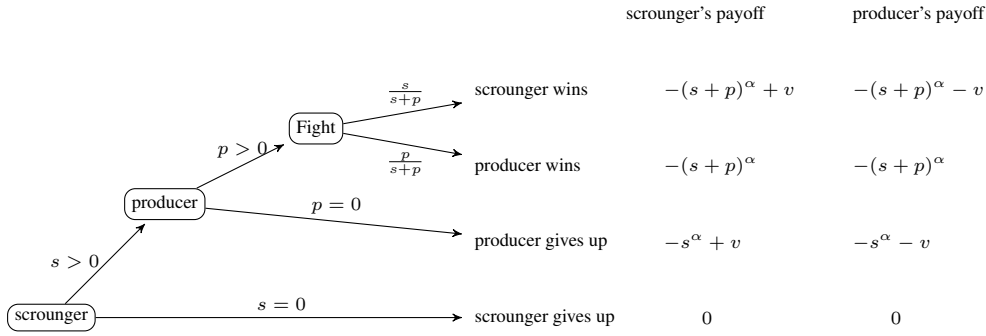 scrounger's payoff producer's payoff
s/(s+p) scrounger wins −(s + p)^α + v −(s + p)^α − v
Fight
p > 0 p/(s+p) producer wins −(s + p)^α −(s + p)^α
producer p = 0
producer gives up −s^α + v −s^α − v
s > 0
scrounger s = 0 scrounger gives up 0 0